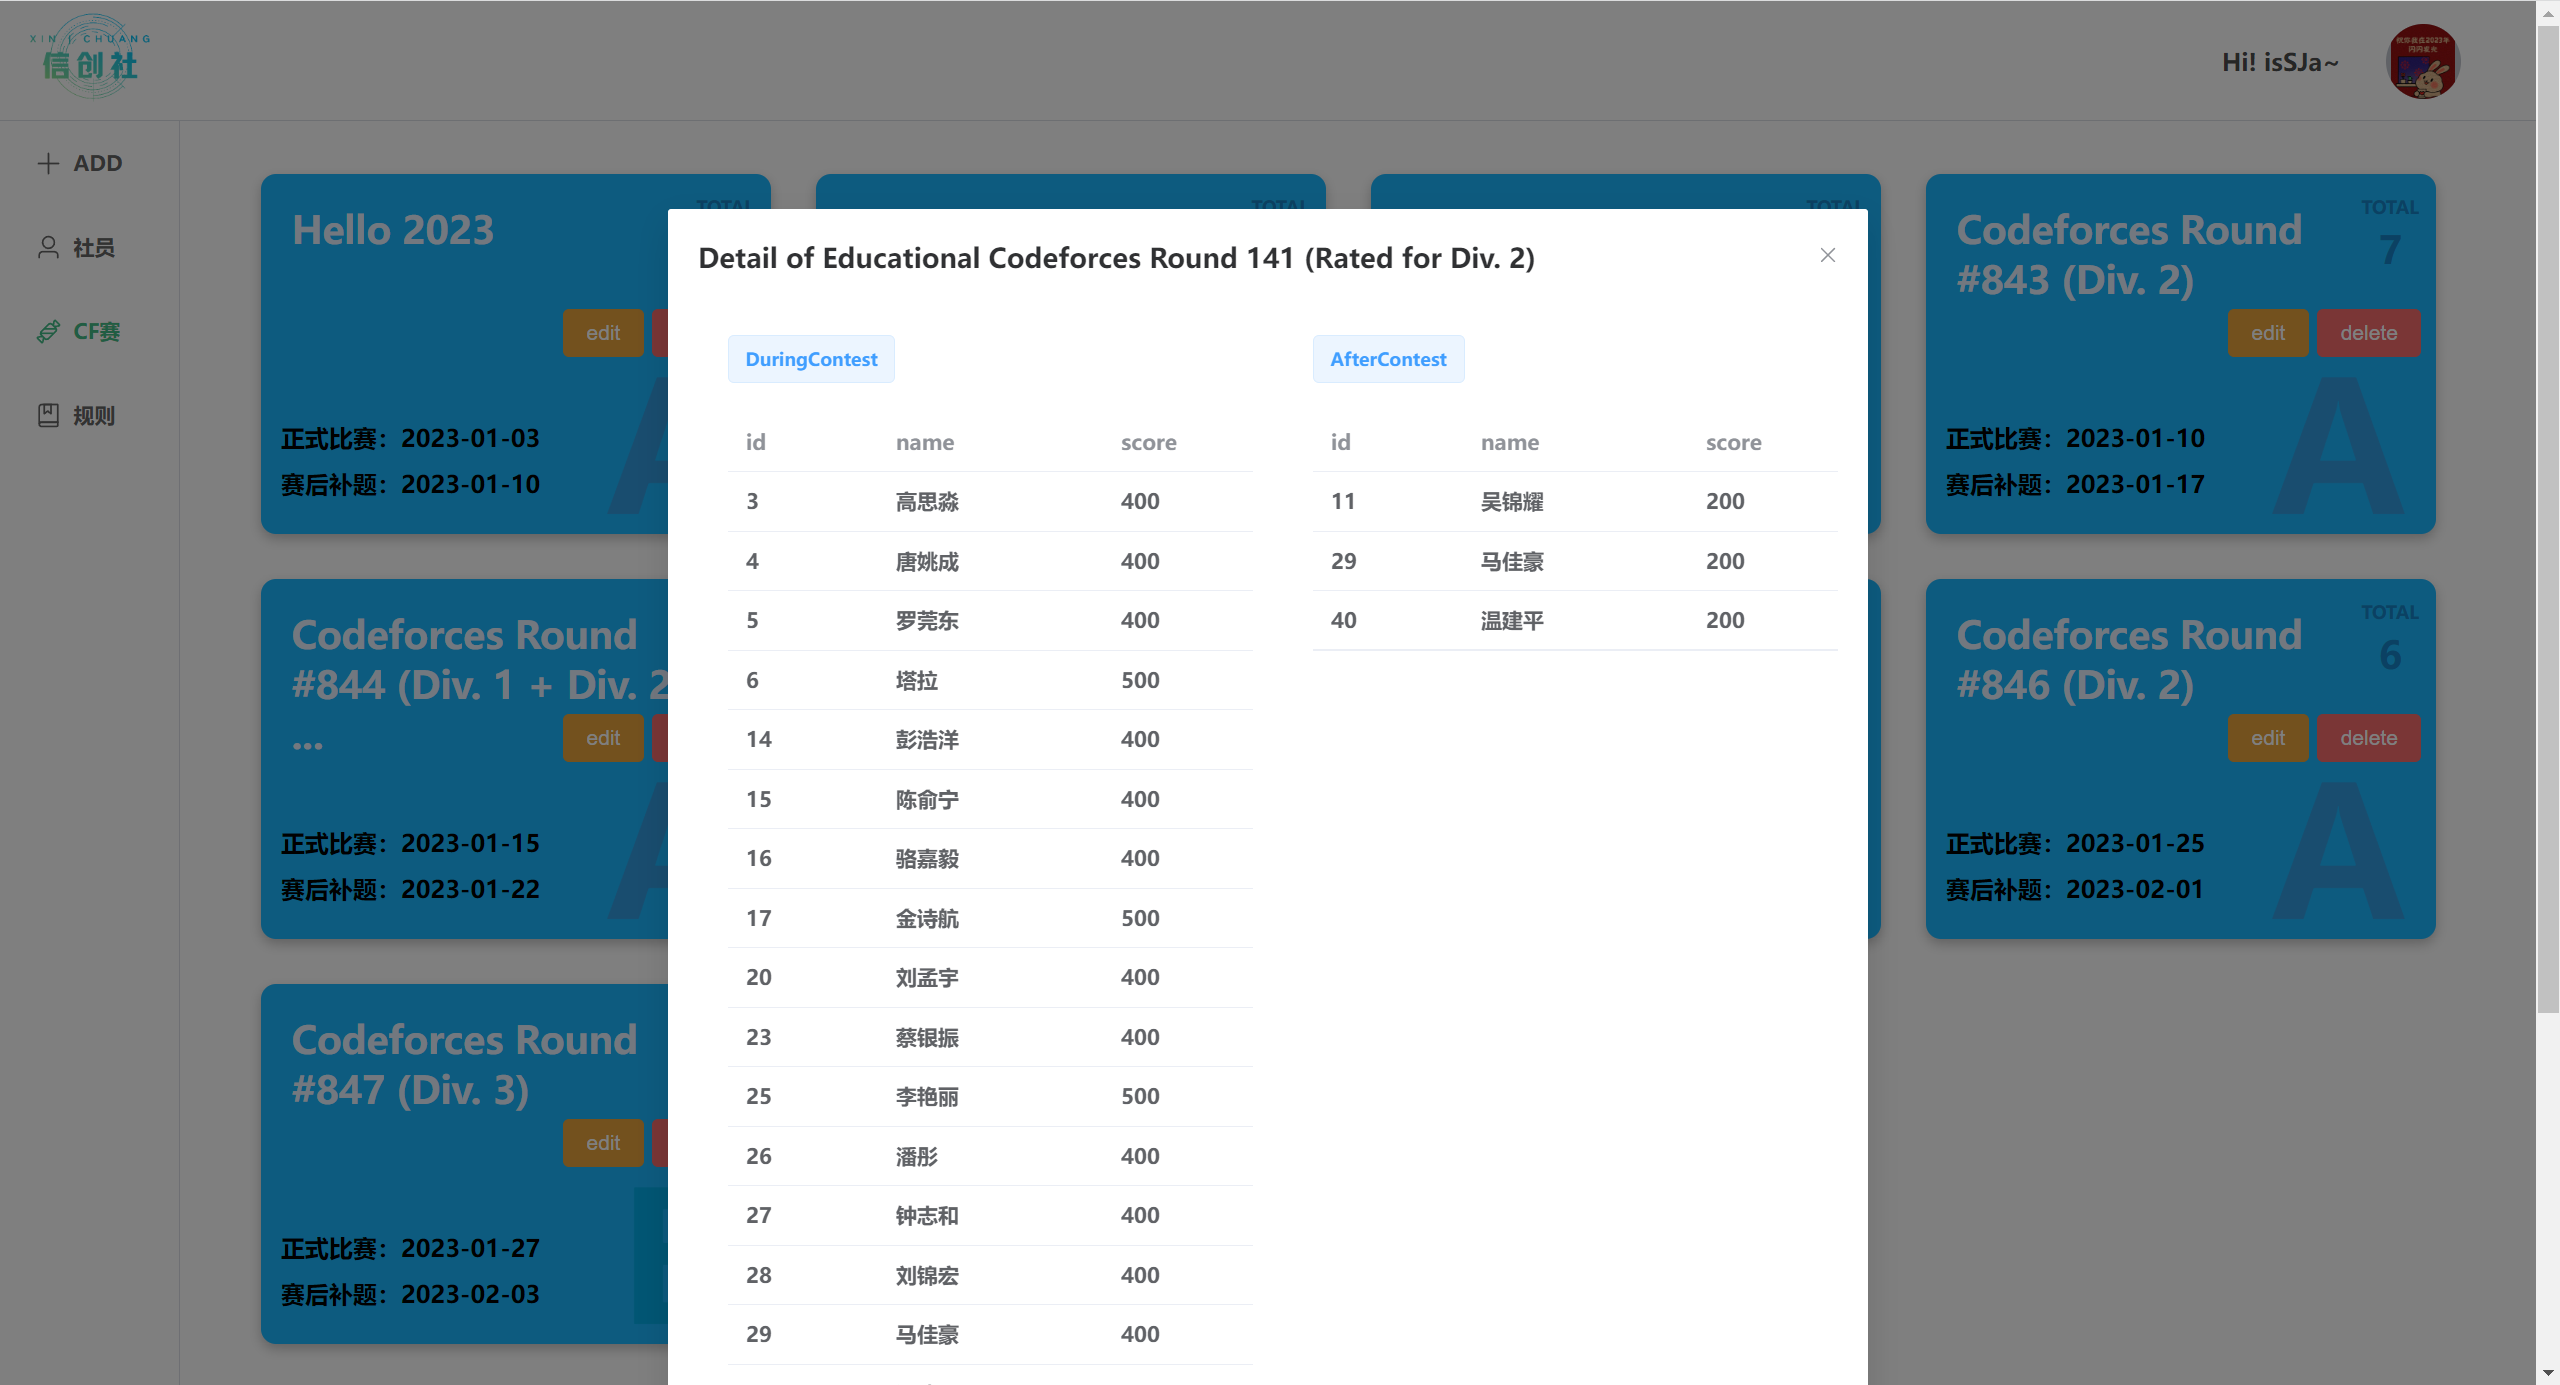 XIN CHUANG
信创社
Hi! isSJa~
ADD
社员
CF赛
规则
Hello 2023
TOTAL
edit
A
正式比赛：2023-01-03
赛后补题：2023-01-10
TOTAL
TOTAL
Codeforces Round
#843 (Div. 2)
TOTAL
7
edit
delete
A
正式比赛：2023-01-10
赛后补题：2023-01-17
Codeforces Round
#844 (Div. 1 + Div. 2
...
edit
A
正式比赛：2023-01-15
赛后补题：2023-01-22
Codeforces Round
#846 (Div. 2)
TOTAL
6
edit
delete
A
正式比赛：2023-01-25
赛后补题：2023-02-01
Codeforces Round
#847 (Div. 3)
edit
正式比赛：2023-01-27
赛后补题：2023-02-03
Detail of Educational Codeforces Round 141 (Rated for Div. 2)
DuringContest
id name score
3 高思淼 400
4 唐姚成 400
5 罗莞东 400
6 塔拉 500
14 彭浩洋 400
15 陈俞宁 400
16 骆嘉毅 400
17 金诗航 500
20 刘孟宇 400
23 蔡银振 400
25 李艳丽 500
26 潘彤 400
27 钟志和 400
28 刘锦宏 400
29 马佳豪 400
AfterContest
id name score
11 吴锦耀 200
29 马佳豪 200
40 温建平 200